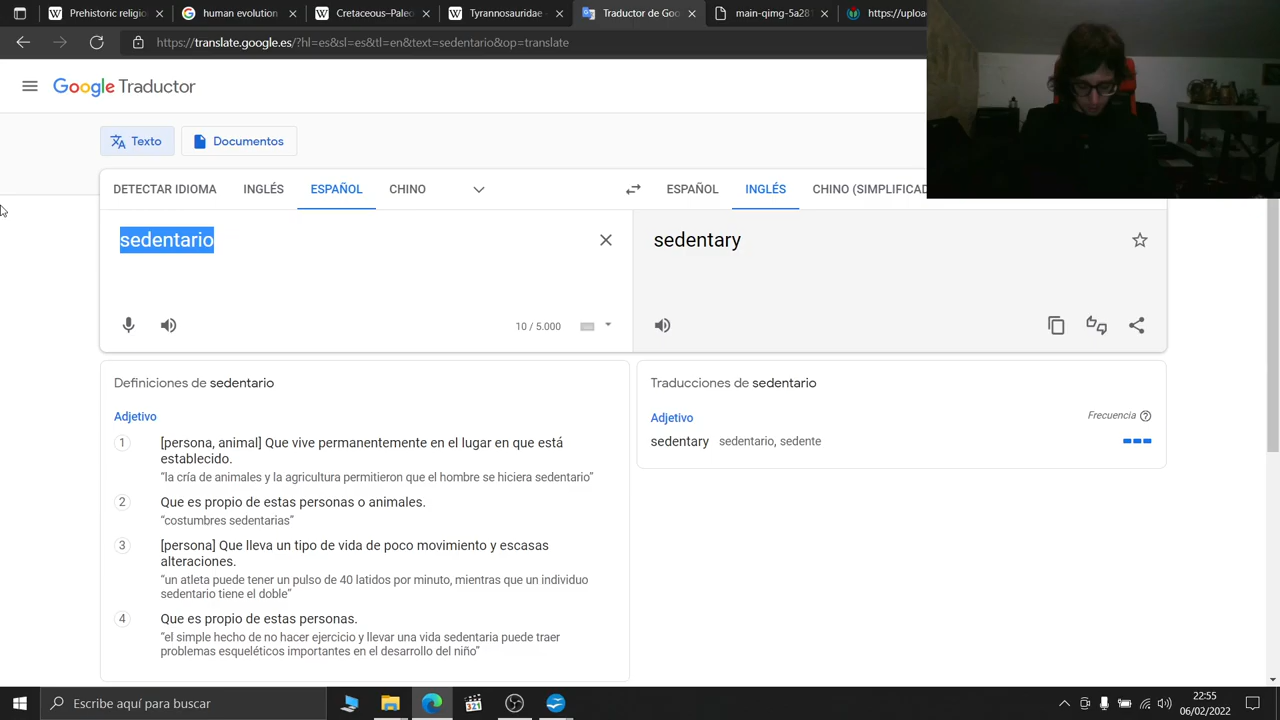 Prehistoric religio
human evolution
Cretaceous–Paleo
Tyrannosauridae -
Traductor de Goo
main-qimg-5a281
https://upload
https://translate.google.es/?hl=es&sl=es&tl=en&text=sedentario&op=translate
Google Traductor
Texto
Documentos
DETECTAR IDIOMA INGLÉS ESPAÑOL CHINO
ESPAÑOL INGLÉS CHINO (SIMPLIFICAD
sedentario
sedentary
10 / 5.000
Definiciones de sedentario
Adjetivo
1 [persona, animal] Que vive permanentemente en el lugar en que está
establecido.
“la cría de animales y la agricultura permitieron que el hombre se hiciera sedentario”
2 Que es propio de estas personas o animales.
“costumbres sedentarias”
3 [persona] Que lleva un tipo de vida de poco movimiento y escasas
alteraciones.
“un atleta puede tener un pulso de 40 latidos por minuto, mientras que un individuo
sedentario tiene el doble”
4 Que es propio de estas personas.
“el simple hecho de no hacer ejercicio y llevar una vida sedentaria puede traer
problemas esqueléticos importantes en el desarrollo del niño”
Traducciones de sedentario
Adjetivo
Frecuencia
sedentary sedentario, sedente
Escribe aquí para buscar
321
22:55
06/02/2022